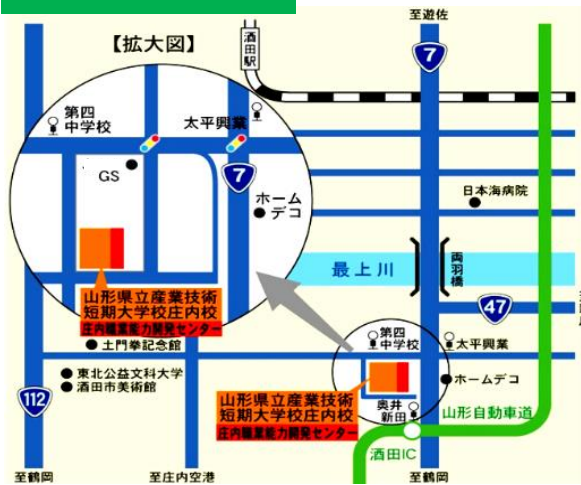 至遊佐
【拡大図】
酒田駅
7
第四
中学校
太平興業
GS
7
ホーム
デコ
日本海病院
最上川
両羽橋
山形県立産業技術
短期大学校庄内校
庄内職業能力開発センター
47
土門拳記念館
第四
中学校
太平興業
東北公益文科大学
酒田市美術館
ホームデコ
112
山形県立産業技術
短期大学校庄内校
庄内職業能力開発センター
奥井
新田
山形自動車道
酒田IC
至鶴岡
至庄内空港
至鶴岡